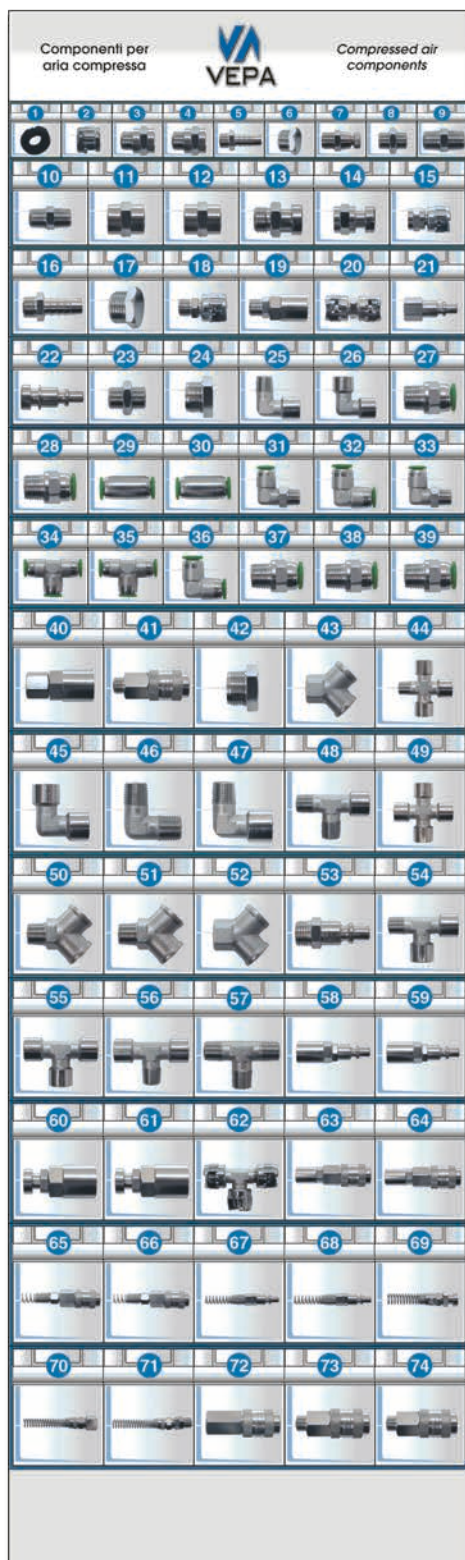 Componenti per
aria compressa
VEPA
Compressed air
components
1 2 3 4 5 6 7 8 9
10 11 12 13 14 15
16 17 18 19 20 21
22 23 24 25 26 27
28 29 30 31 32 33
34 35 36 37 38 39
40 41 42 43 44
45 46 47 48 49
50 51 52 53 54
55 56 57 58 59
60 61 62 63 64
65 66 67 68 69
70 71 72 73 74